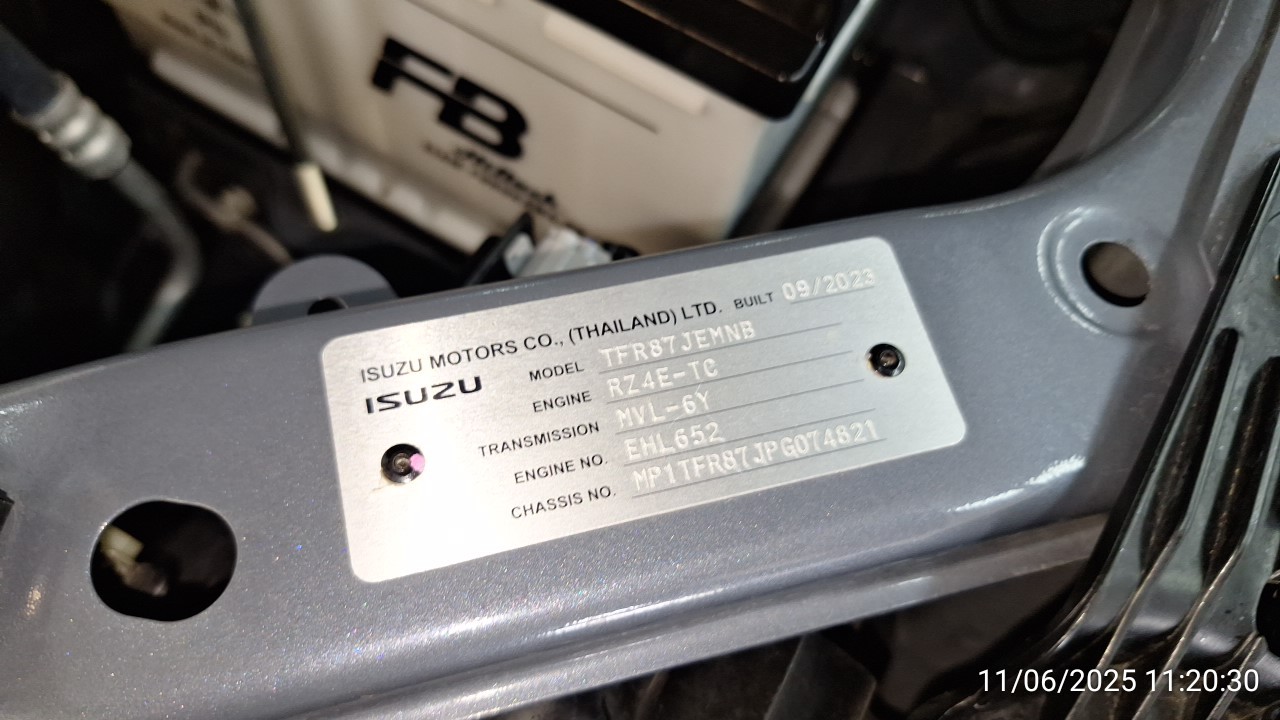 FB
HiTeck
ISUZU MOTORS CO., (THAILAND) LTD. BUILT 09/2023
ISUZU
MODEL TFR87JEMNB
ENGINE RZ4E-TC
TRANSMISSION MVL-6Y
ENGINE NO. EHL652
CHASSIS NO. MP1TFR87JPG074821
11/06/2025 11:20:30